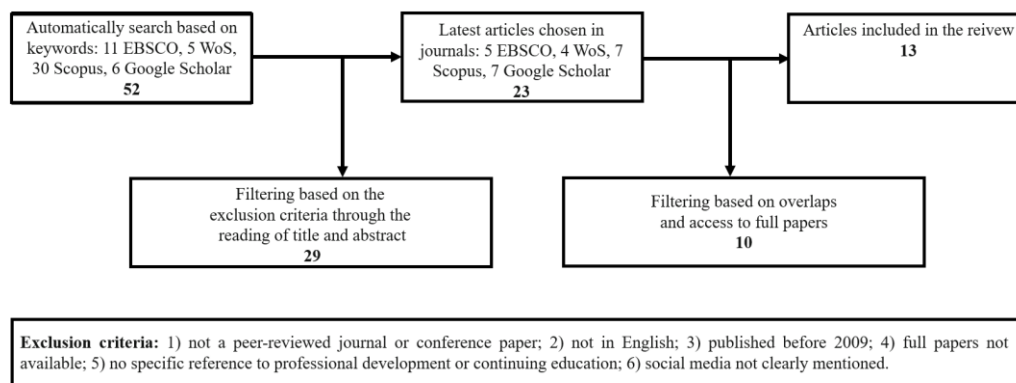 Automatically search based on
keywords: 11 EBSCO, 5 WoS,
30 Scopus, 6 Google Scholar
52
Latest articles chosen in
journals: 5 EBSCO, 4 WoS, 7
Scopus, 7 Google Scholar
23
Articles included in the reivew
13
Filtering based on the
exclusion criteria through the
reading of title and abstract
29
Filtering based on overlaps
and access to full papers
10
Exclusion criteria: 1) not a peer-reviewed journal or conference paper; 2) not in English; 3) published before 2009; 4) full papers not
available; 5) no specific reference to professional development or continuing education; 6) social media not clearly mentioned.